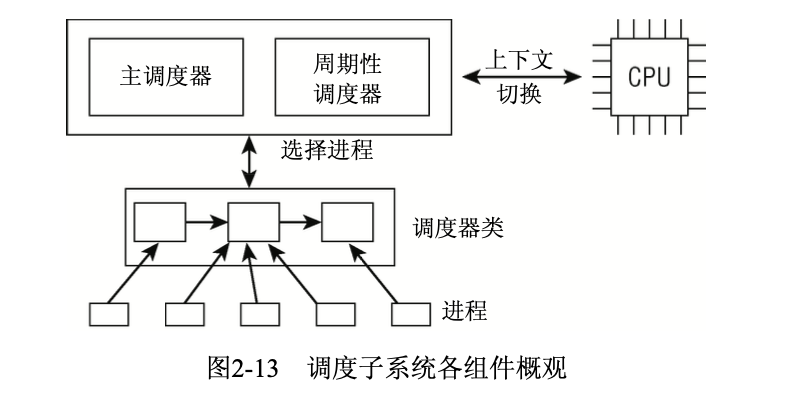 主调度器
周期性
调度器
上下文
切换
CPU
选择进程
调度器类
进程
图2-13 调度子系统各组件概观